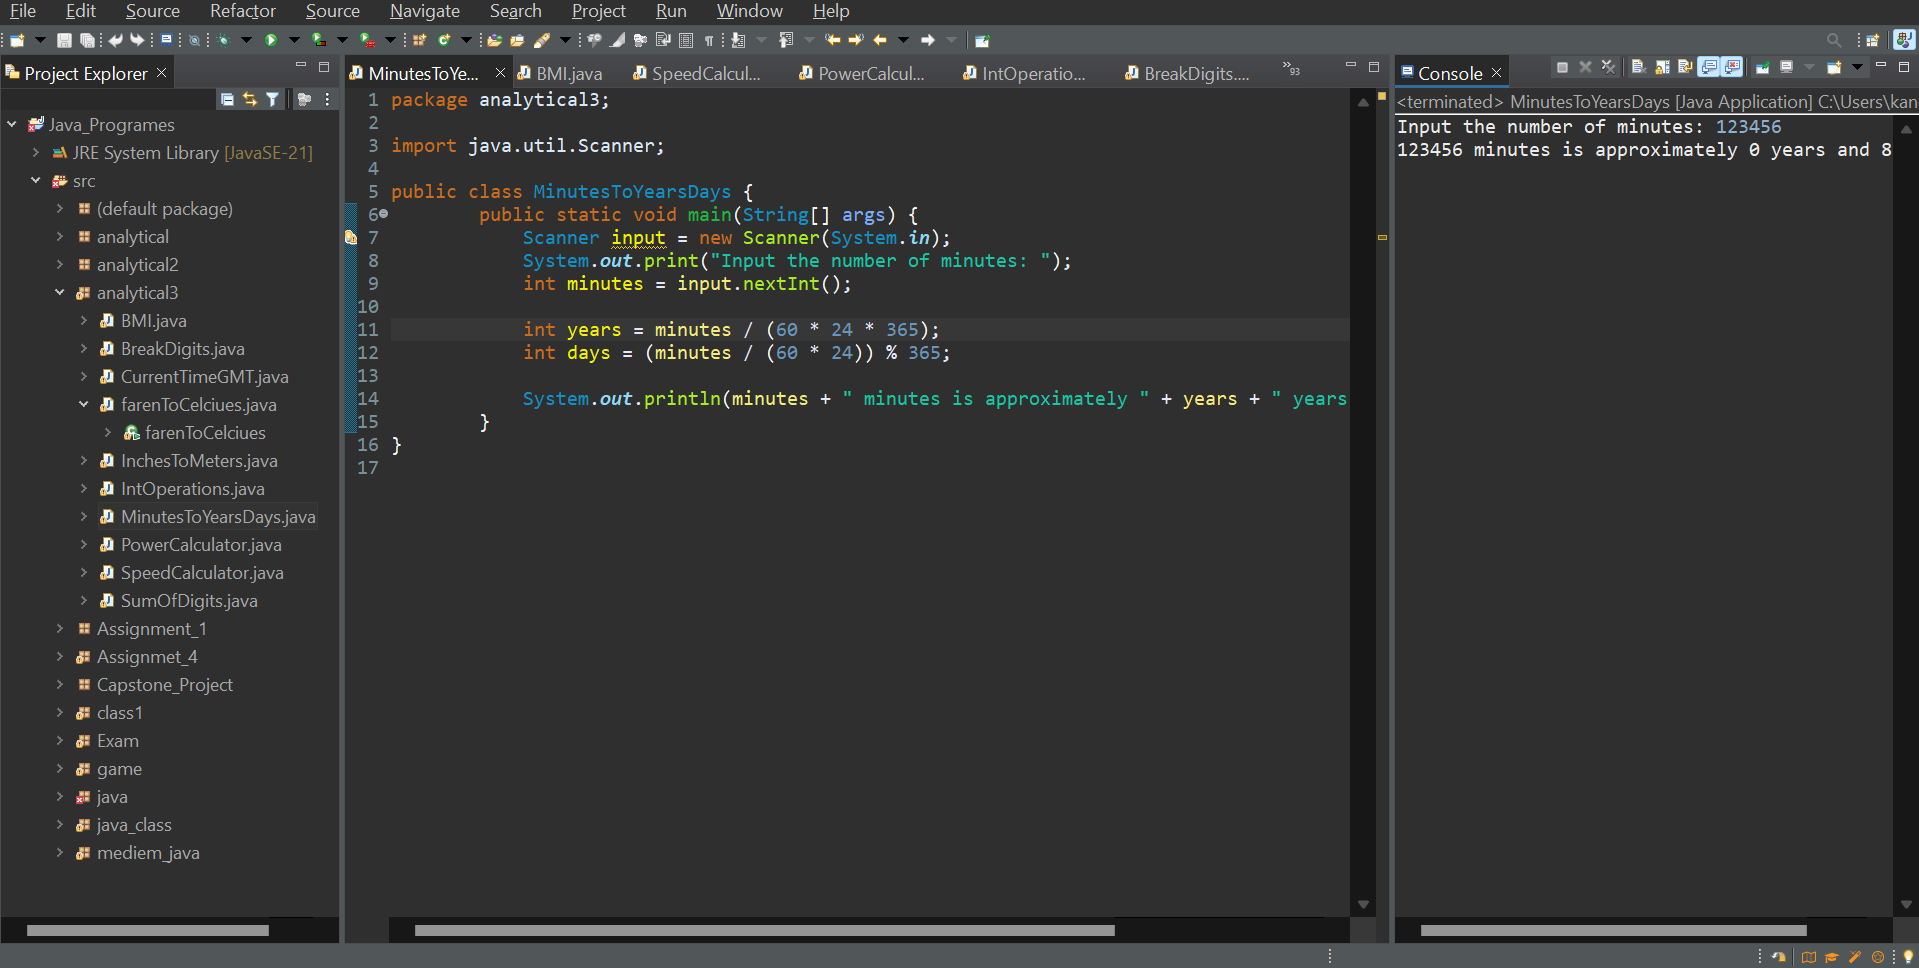 File Edit Source Refactor Source Navigate Search Project Run Window Help
Project Explorer
Java_Programes
JRE System Library [JavaSE-21]
src
(default package)
analytical
analytical2
analytical3
BMI.java
BreakDigits.java
CurrentTimeGMT.java
farenToCelciues.java
farenToCelciues
InchesToMeters.java
IntOperations.java
MinutesToYearsDays.java
PowerCalculator.java
SpeedCalculator.java
SumOfDigits.java
Assignment_1
Assignmet_4
Capstone_Project
class1
Exam
game
java
java_class
mediem_java
MinutesToYe... BMI.java SpeedCalcul... PowerCalcul... IntOperatio... BreakDigits.... 93
1 package analytical3;
2
3 import java.util.Scanner;
4
5 public class MinutesToYearsDays {
6 public static void main(String[] args) {
7 Scanner input = new Scanner(System.in);
8 System.out.print("Input the number of minutes: ");
9 int minutes = input.nextInt();
10
11 int years = minutes / (60 * 24 * 365);
12 int days = (minutes / (60 * 24)) % 365;
13
14 System.out.println(minutes + " minutes is approximately " + years + " years
15 }
16 }
17
Console
<terminated> MinutesToYearsDays [Java Application] C:\Users\kan
Input the number of minutes: 123456
123456 minutes is approximately 0 years and 8